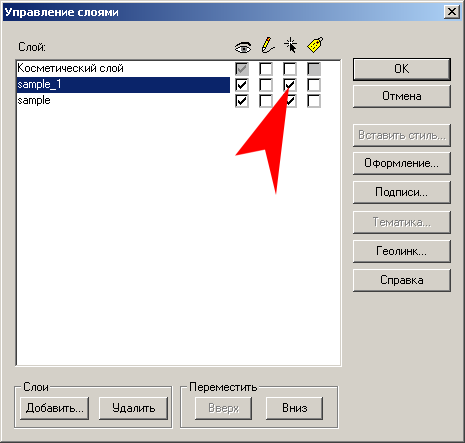 Управление слоями
Слой:
Косметический слой
sample_1
sample
OK
Отмена
Вставить стиль...
Оформление...
Подписи...
Тематика...
Геолинк...
Справка
Слои
Добавить...
Удалить
Переместить
Вверх
Вниз